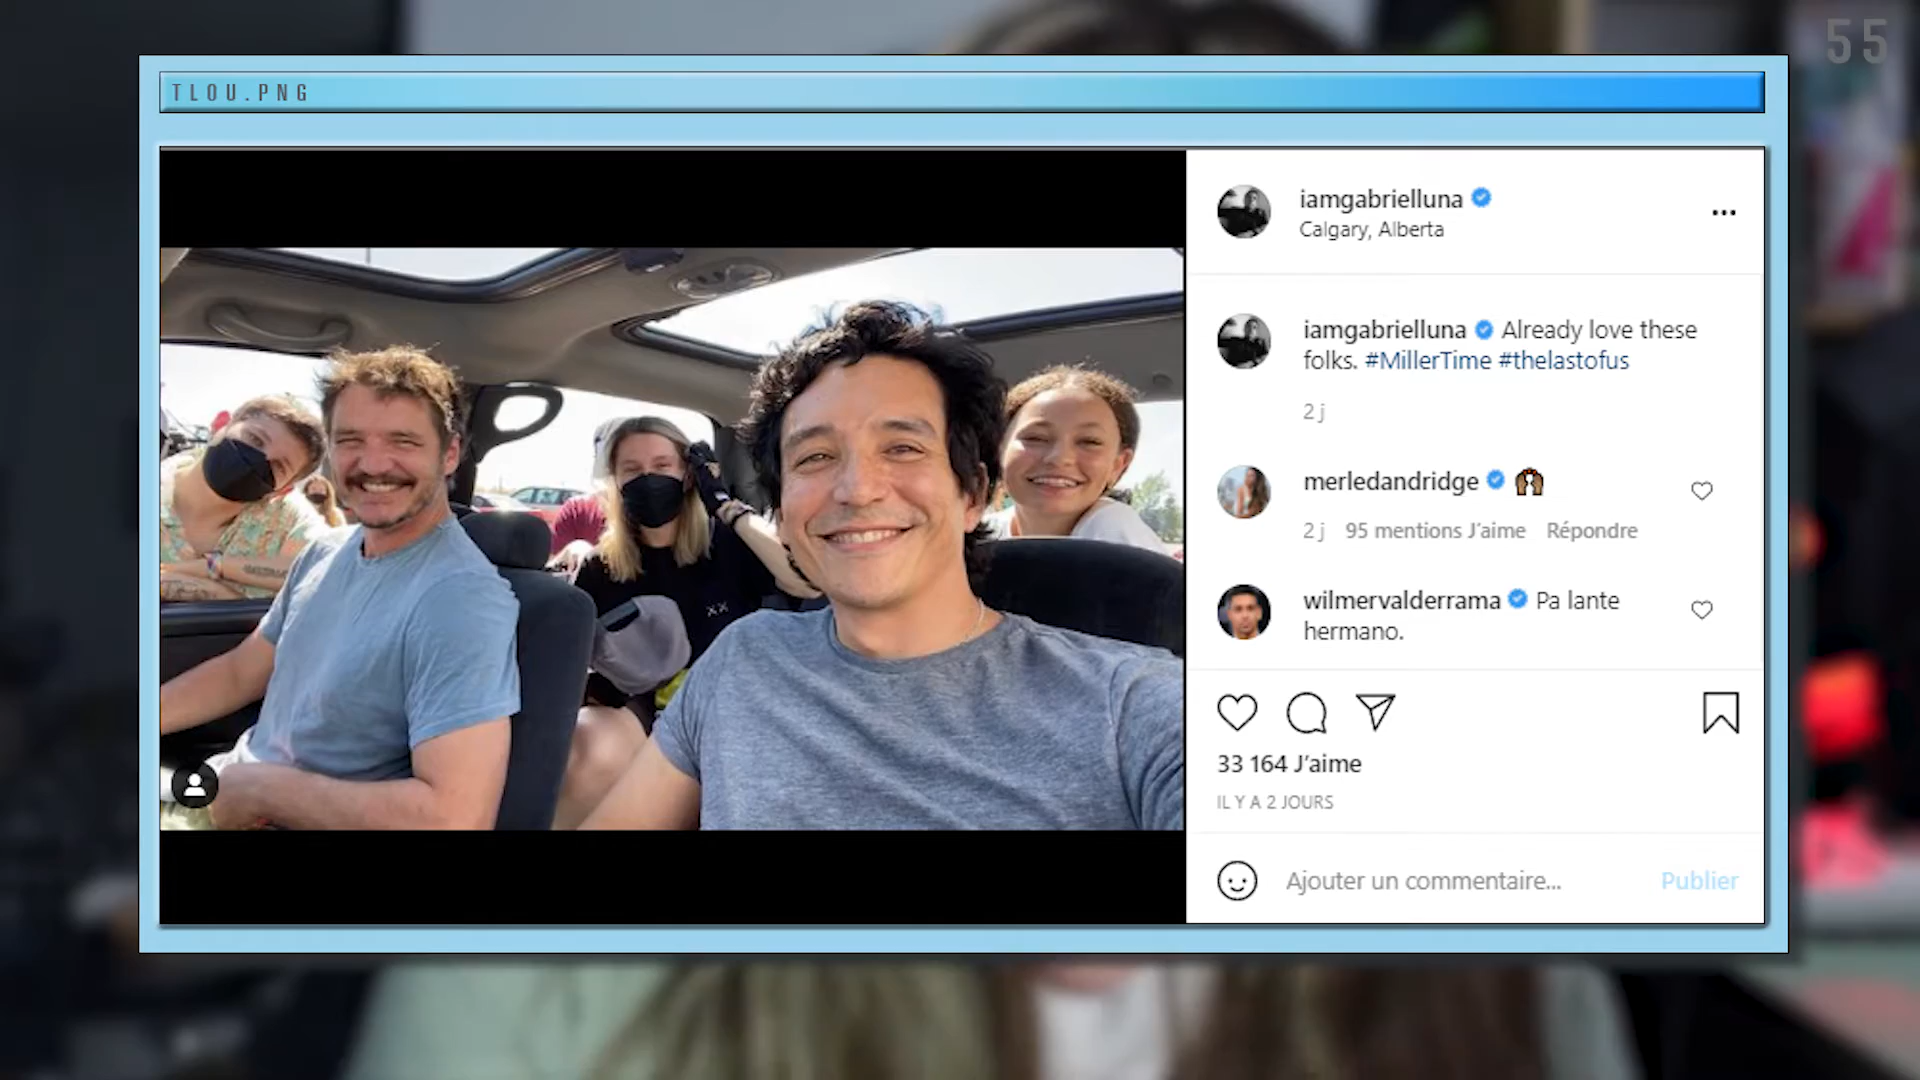 55
TLOU.PNG
iamgabrielluna
Calgary, Alberta
iamgabrielluna Already love these
folks. #MillerTime #thelastofus
2 j
merledandridge
2 j 95 mentions J'aime Répondre
wilmervalderrama Pa lante
hermano.
33 164 J'aime
IL Y A 2 JOURS
Ajouter un commentaire... Publier